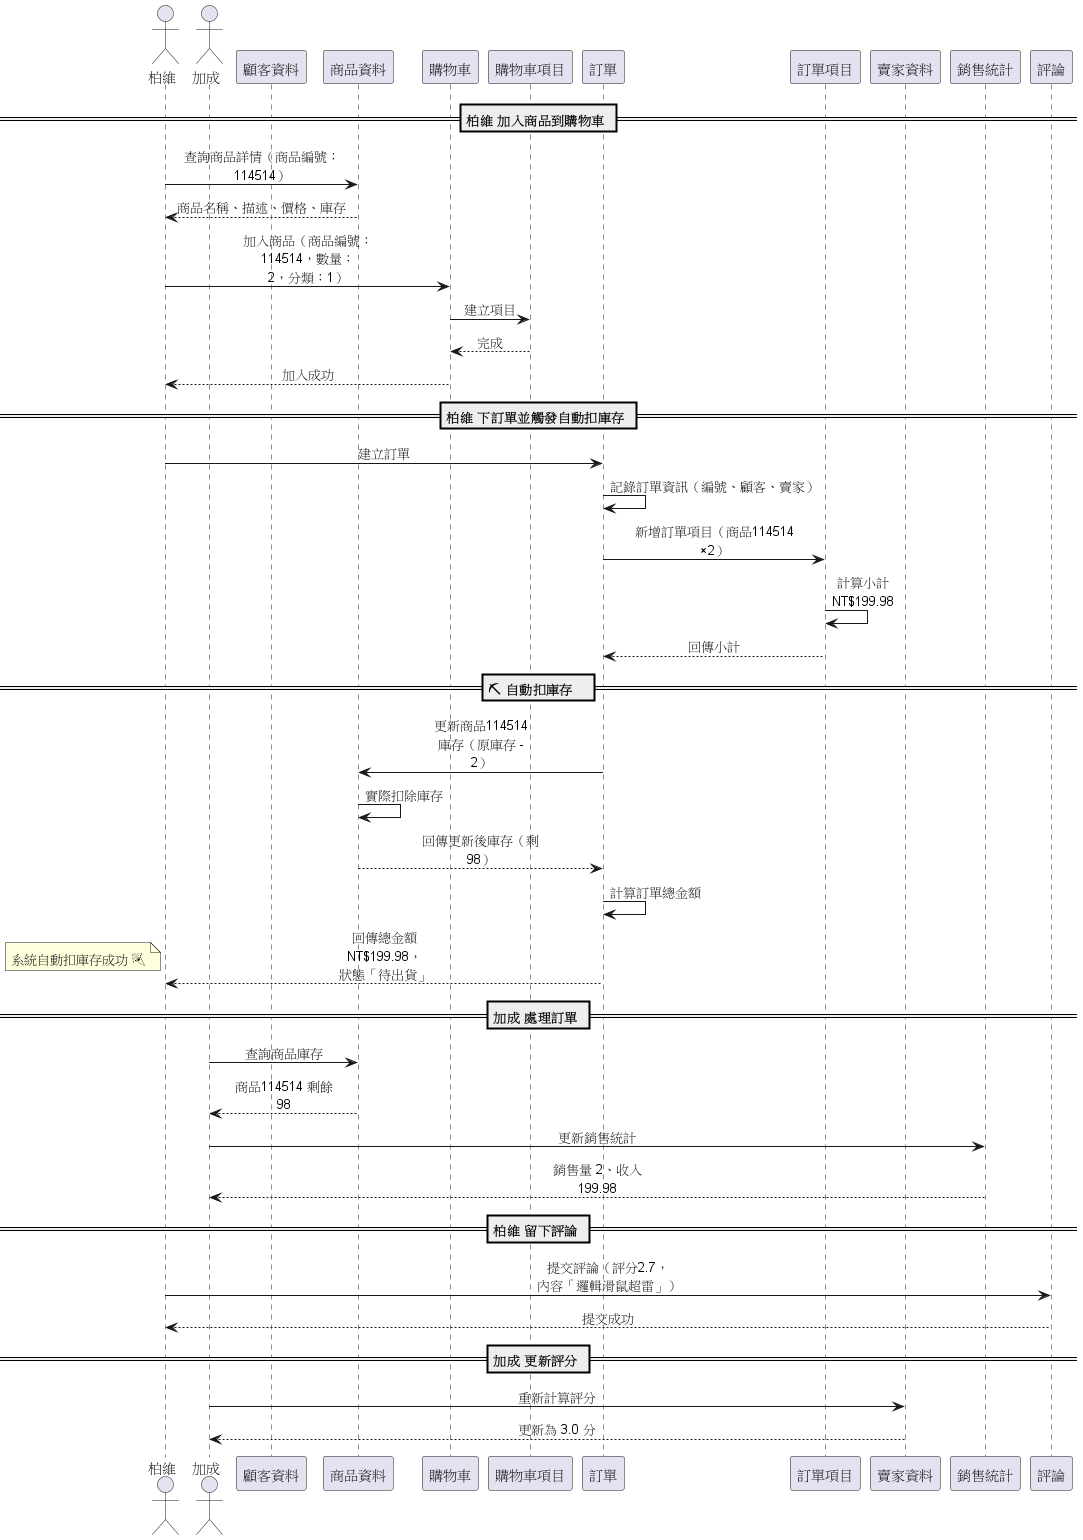 柏維
加成
顧客資料
商品資料
購物車
購物車項目
訂單
訂單項目
賣家資料
銷售統計
評論
柏維 加入商品到購物車
查詢商品詳情（商品編號：
114514）
商品名稱、描述、價格、庫存
加入商品（商品編號：
114514，數量：
2，分類：1）
建立項目
完成
加入成功
柏維 下訂單並觸發自動扣庫存
建立訂單
記錄訂單資訊（編號、顧客、賣家）
新增訂單項目（商品114514
×2）
計算小計
NT$199.98
回傳小計
⛏ 自動扣庫存
更新商品114514
庫存（原庫存 -
2）
實際扣除庫存
回傳更新後庫存（剩
98）
計算訂單總金額
回傳總金額
NT$199.98，
狀態「待出貨」
系統自動扣庫存成功
加成 處理訂單
查詢商品庫存
商品114514 剩餘
98
更新銷售統計
銷售量 2、收入
199.98
柏維 留下評論
提交評論（評分2.7，
內容「邏輯滑鼠超雷」）
提交成功
加成 更新評分
重新計算評分
更新為 3.0 分
柏維
加成
顧客資料
商品資料
購物車
購物車項目
訂單
訂單項目
賣家資料
銷售統計
評論